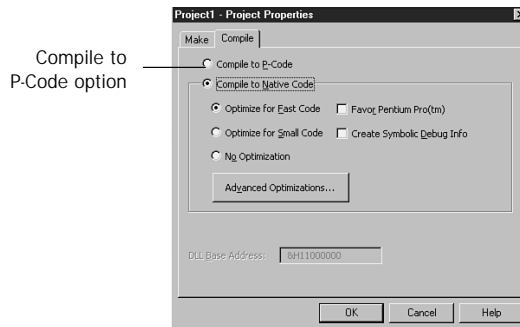 Project1 - Project Properties
Make Compile
Compile to
P-Code option
Compile to P-Code
Compile to Native Code
Optimize for Fast Code Favor Pentium Pro(tm)
Optimize for Small Code Create Symbolic Debug Info
No Optimization
Advanced Optimizations...
DLL Base Address: &H11000000
OK Cancel Help